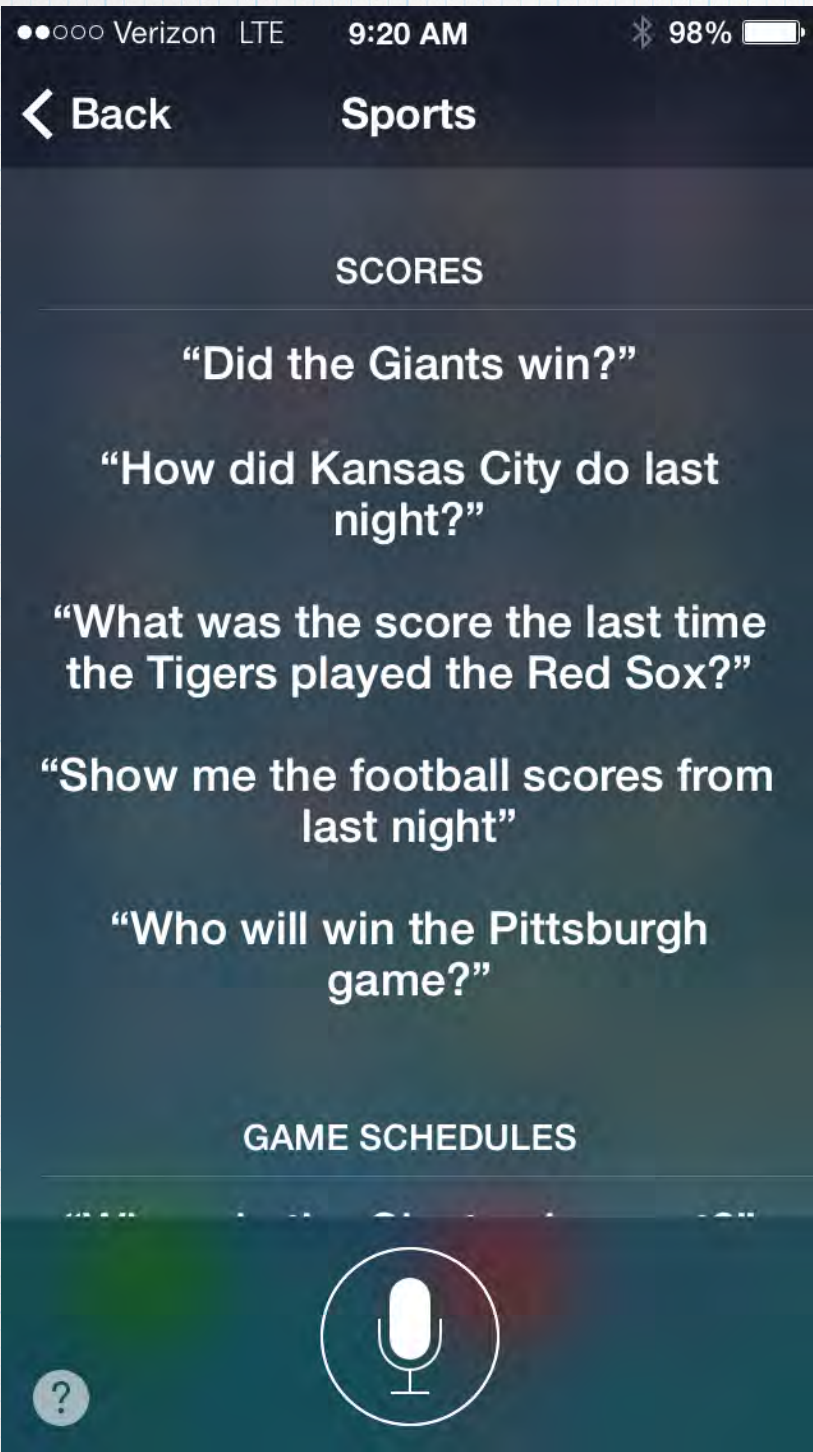 Verizon LTE 9:20 AM 98%
Back Sports
SCORES
“Did the Giants win?”
“How did Kansas City do last
night?”
“What was the score the last time
the Tigers played the Red Sox?”
“Show me the football scores from
last night”
“Who will win the Pittsburgh
game?”
GAME SCHEDULES
?